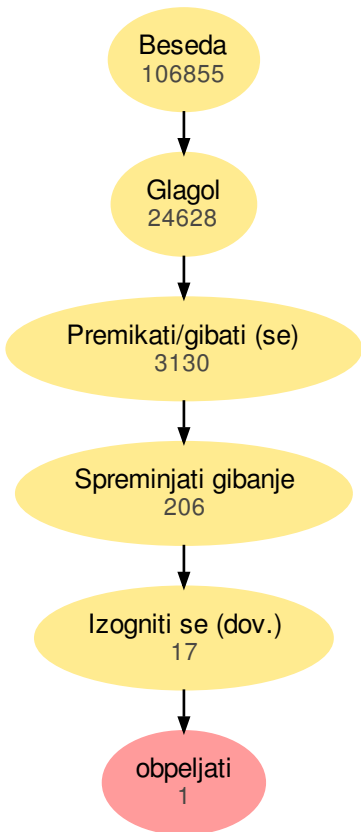 Beseda
106855
Glagol
24628
Premikati/gibati (se)
3130
Spreminjati gibanje
206
Izogniti se (dov.)
17
obpeljati
1